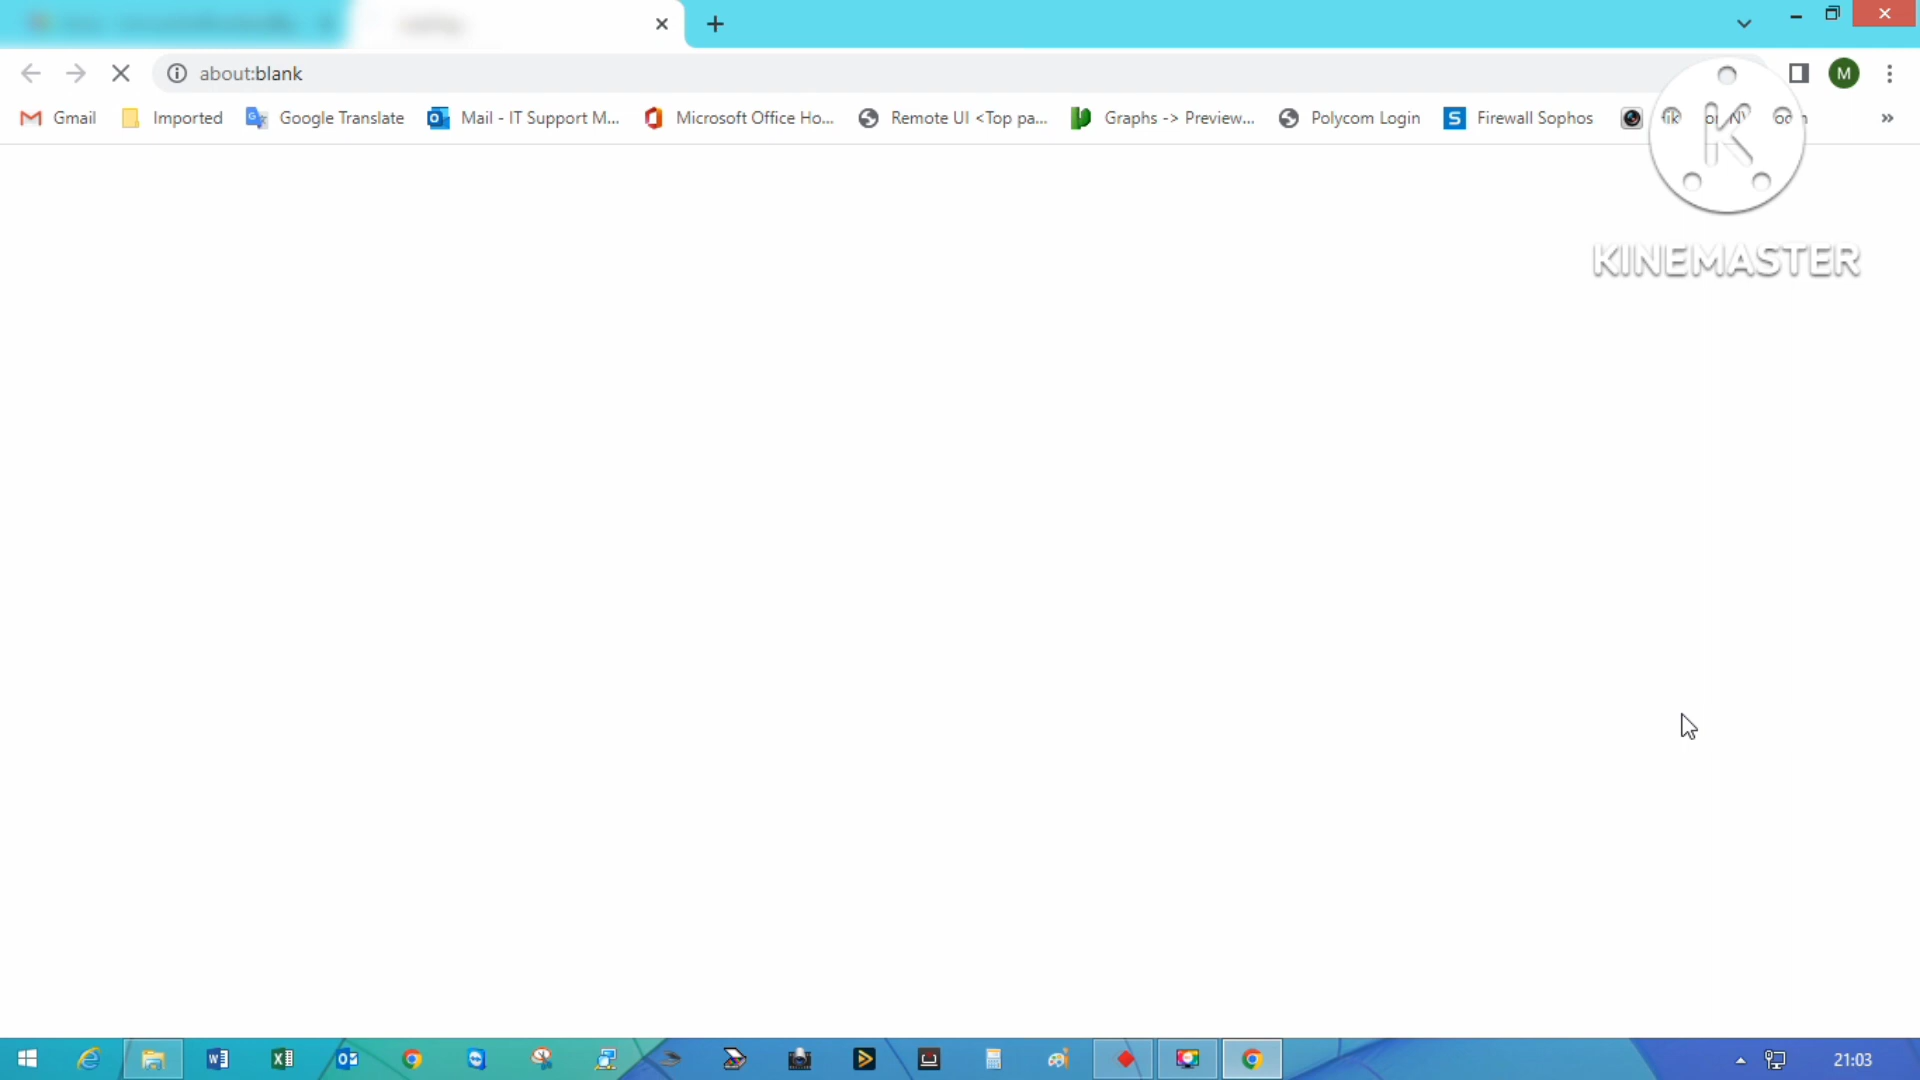 about:blank
Gmail
Imported
Google Translate
Mail - IT Support M...
Microsoft Office Ho...
Remote UI <Top pa...
Graphs -> Preview...
Polycom Login
Firewall Sophos
»
M
K
KINEMASTER
21:03